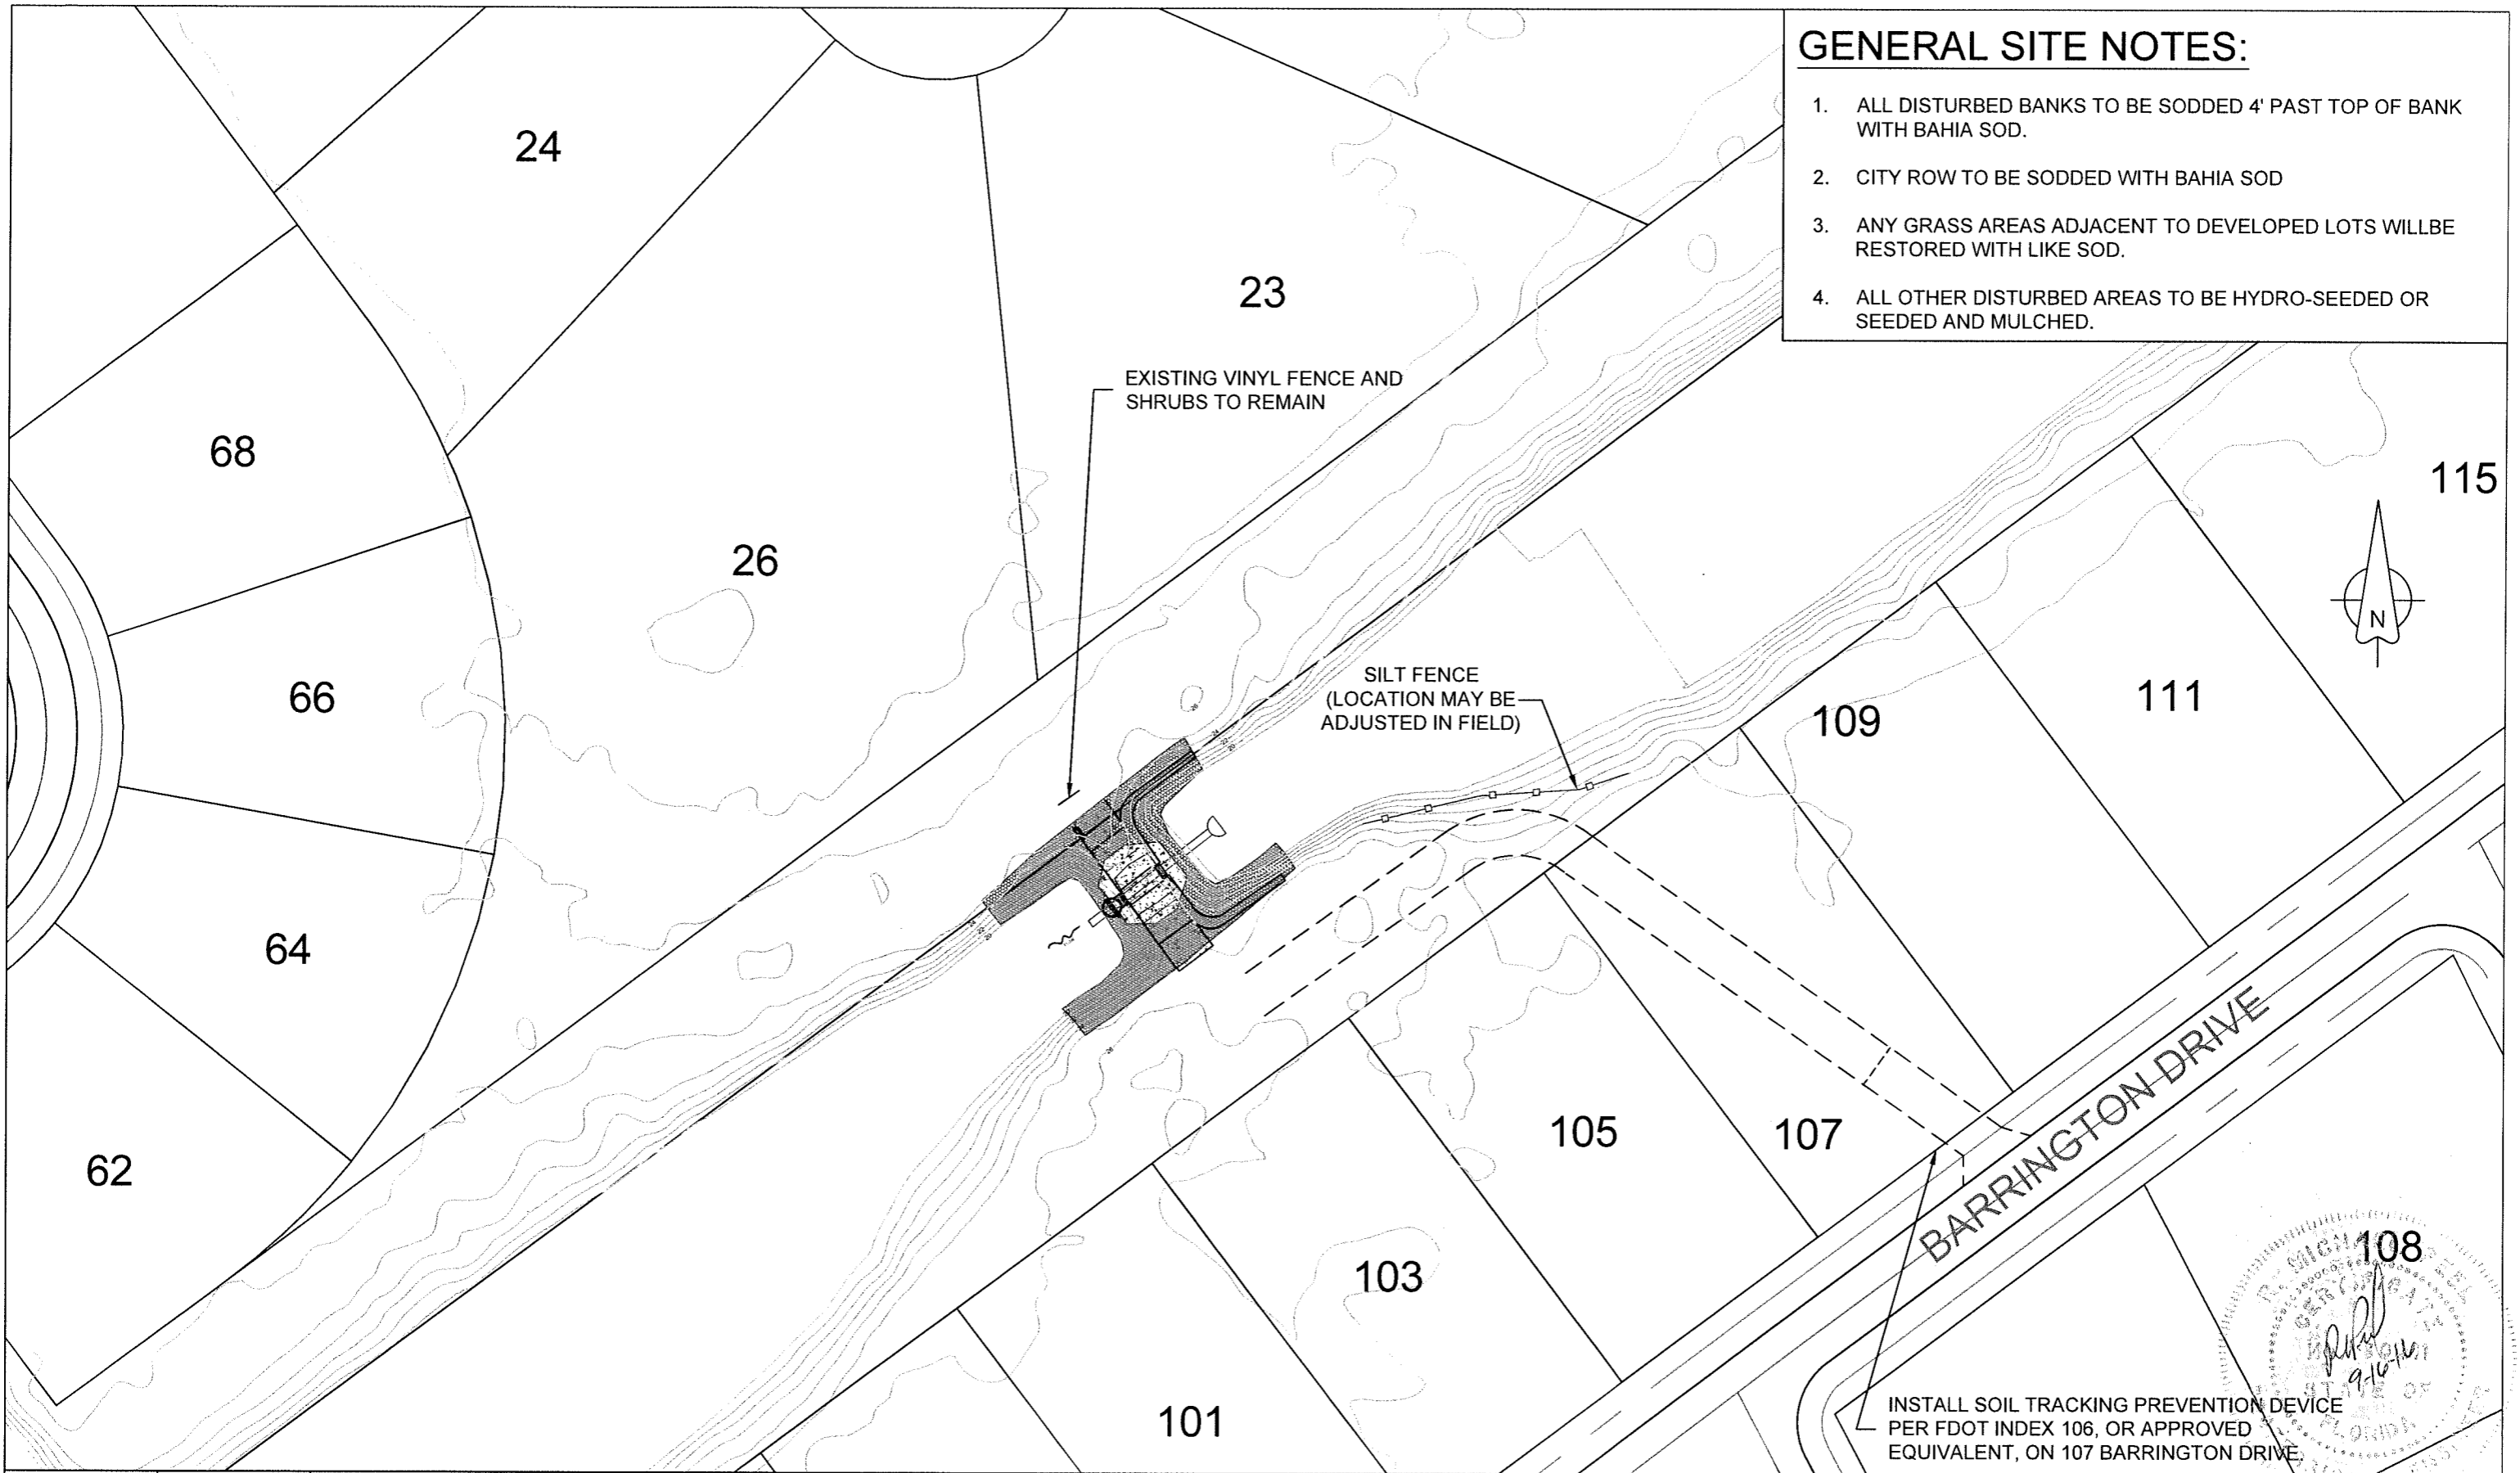 GENERAL SITE NOTES:
1. ALL DISTURBED BANKS TO BE SODDED 4' PAST TOP OF BANK
WITH BAHIA SOD.
2. CITY ROW TO BE SODDED WITH BAHIA SOD
3. ANY GRASS AREAS ADJACENT TO DEVELOPED LOTS WILLBE
RESTORED WITH LIKE SOD.
4. ALL OTHER DISTURBED AREAS TO BE HYDRO-SEEDED OR
SEEDED AND MULCHED.
24
23
EXISTING VINYL FENCE AND
SHRUBS TO REMAIN
68
26
115
N
66
SILT FENCE
(LOCATION MAY BE
ADJUSTED IN FIELD)
109
111
64
62
105
107
BARRINGTON DRIVE
103
108
101
INSTALL SOIL TRACKING PREVENTION DEVICE
PER FDOT INDEX 106, OR APPROVED
EQUIVALENT, ON 107 BARRINGTON DRIVE.
STATE OF
9-16-16